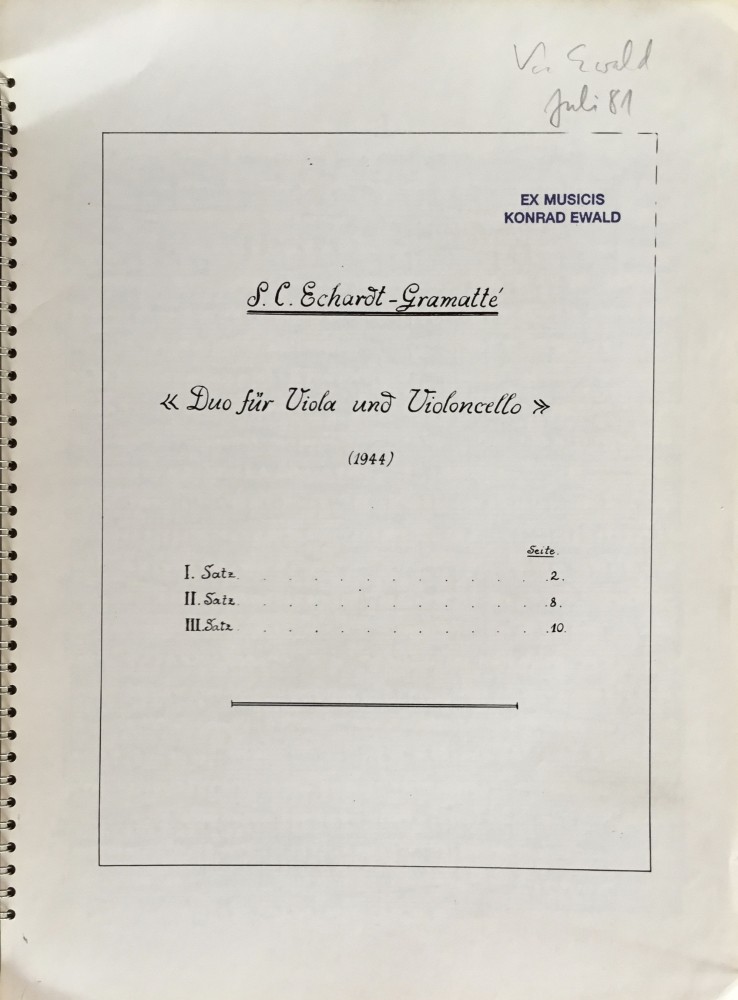 Ewald
Juli 81
EX MUSICIS
KONRAD EWALD
S. C. Eckardt-Gramatté
« Duo für Viola und Violoncello »
(1944)
Seite.
I. Satz. . . . . . . . . . . . .2.
II. Satz. . . . . . . . . . . . .8.
III. Satz. . . . . . . . . . . . .10.